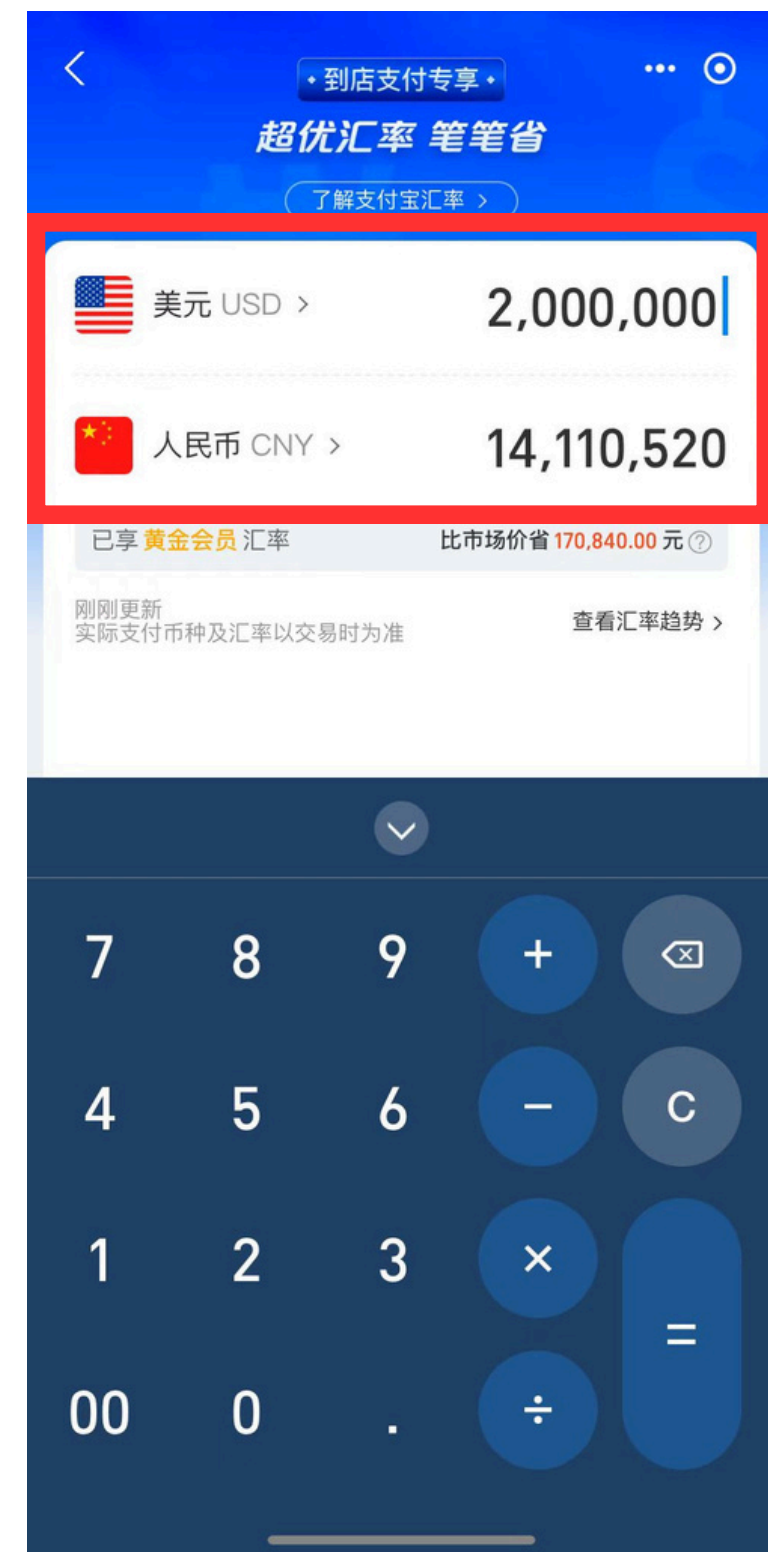 到店支付专享
超优汇率 笔笔省
了解支付宝汇率 >
美元 USD > 2,000,000
人民币 CNY > 14,110,520
已享 黄金会员 汇率 比市场价省 170,840.00 元 ?
刚刚更新
实际支付币种及汇率以交易时为准 查看汇率趋势 >
7 8 9 +
4 5 6 − C
1 2 3 ×
=
00 0 . ÷